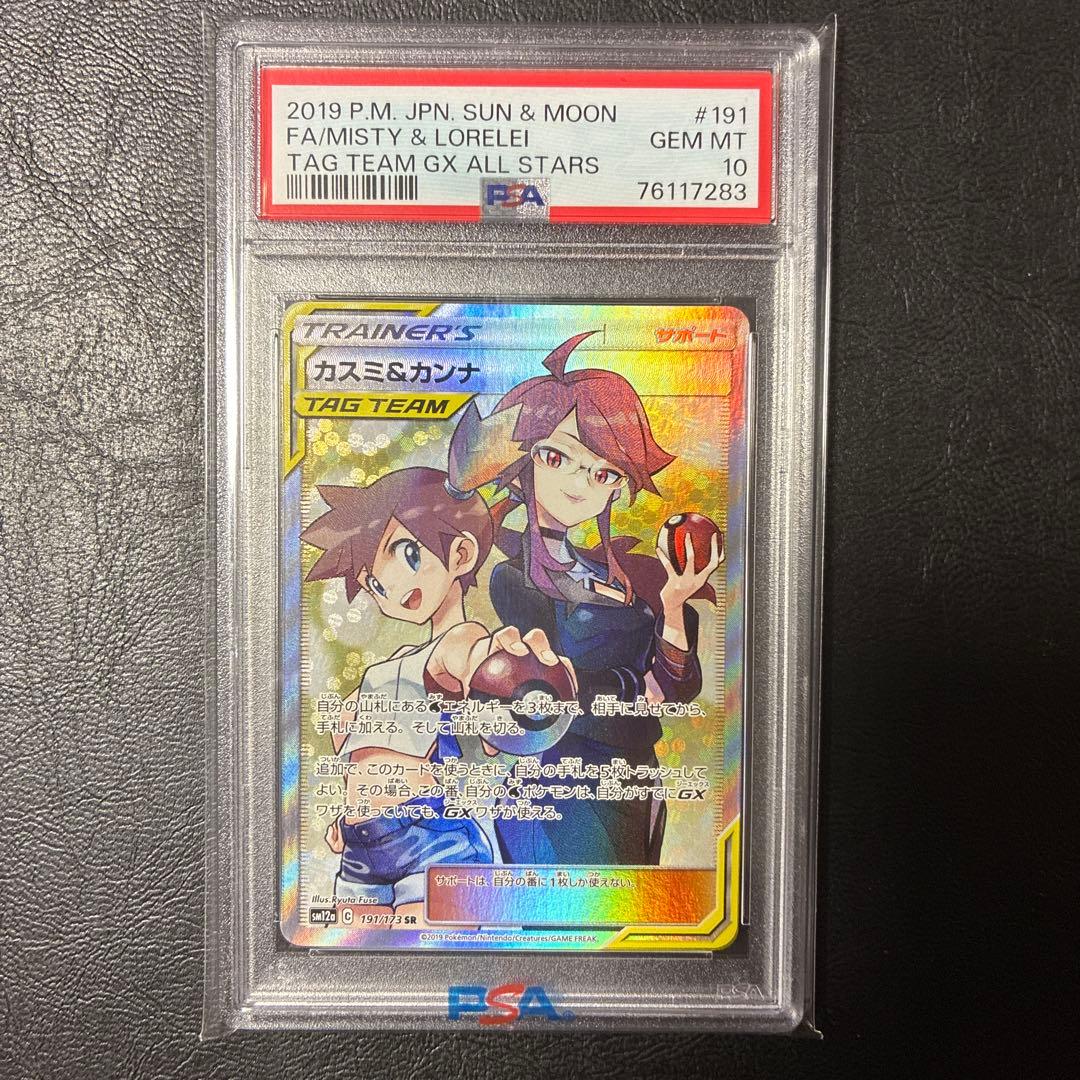 2019 P.M. JPN. SUN & MOON #191
FA/MISTY & LORELEI GEM MT
TAG TEAM GX ALL STARS 10
PSA 76117283
TRAINER'S サポート
カスミ&カンナ
TAG TEAM
自分の山札にあるエネルギーを3枚まで、相手に見せてから、
手札に加える。そして山札を切る。
追加で、このカードを使うときに、自分の手札を5枚トラッシュして
よい。その場合、この番、自分のポケモンは、自分がすでにGX
ワザを使っていても、GXワザが使える。
サポートは、自分の番に1枚しか使えない。
Illus. Ryuta Fuse
sm12a C 191/173 SR
©2019 Pokémon/Nintendo/Creatures/GAME FREAK.
PSA
PSA